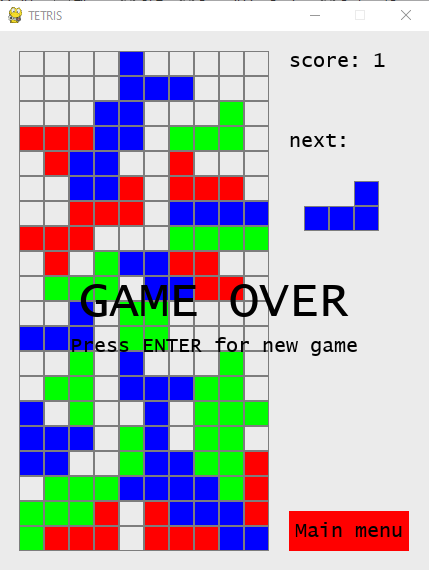 TETRIS
score: 1
next:
GAME OVER
Press ENTER for new game
Main menu